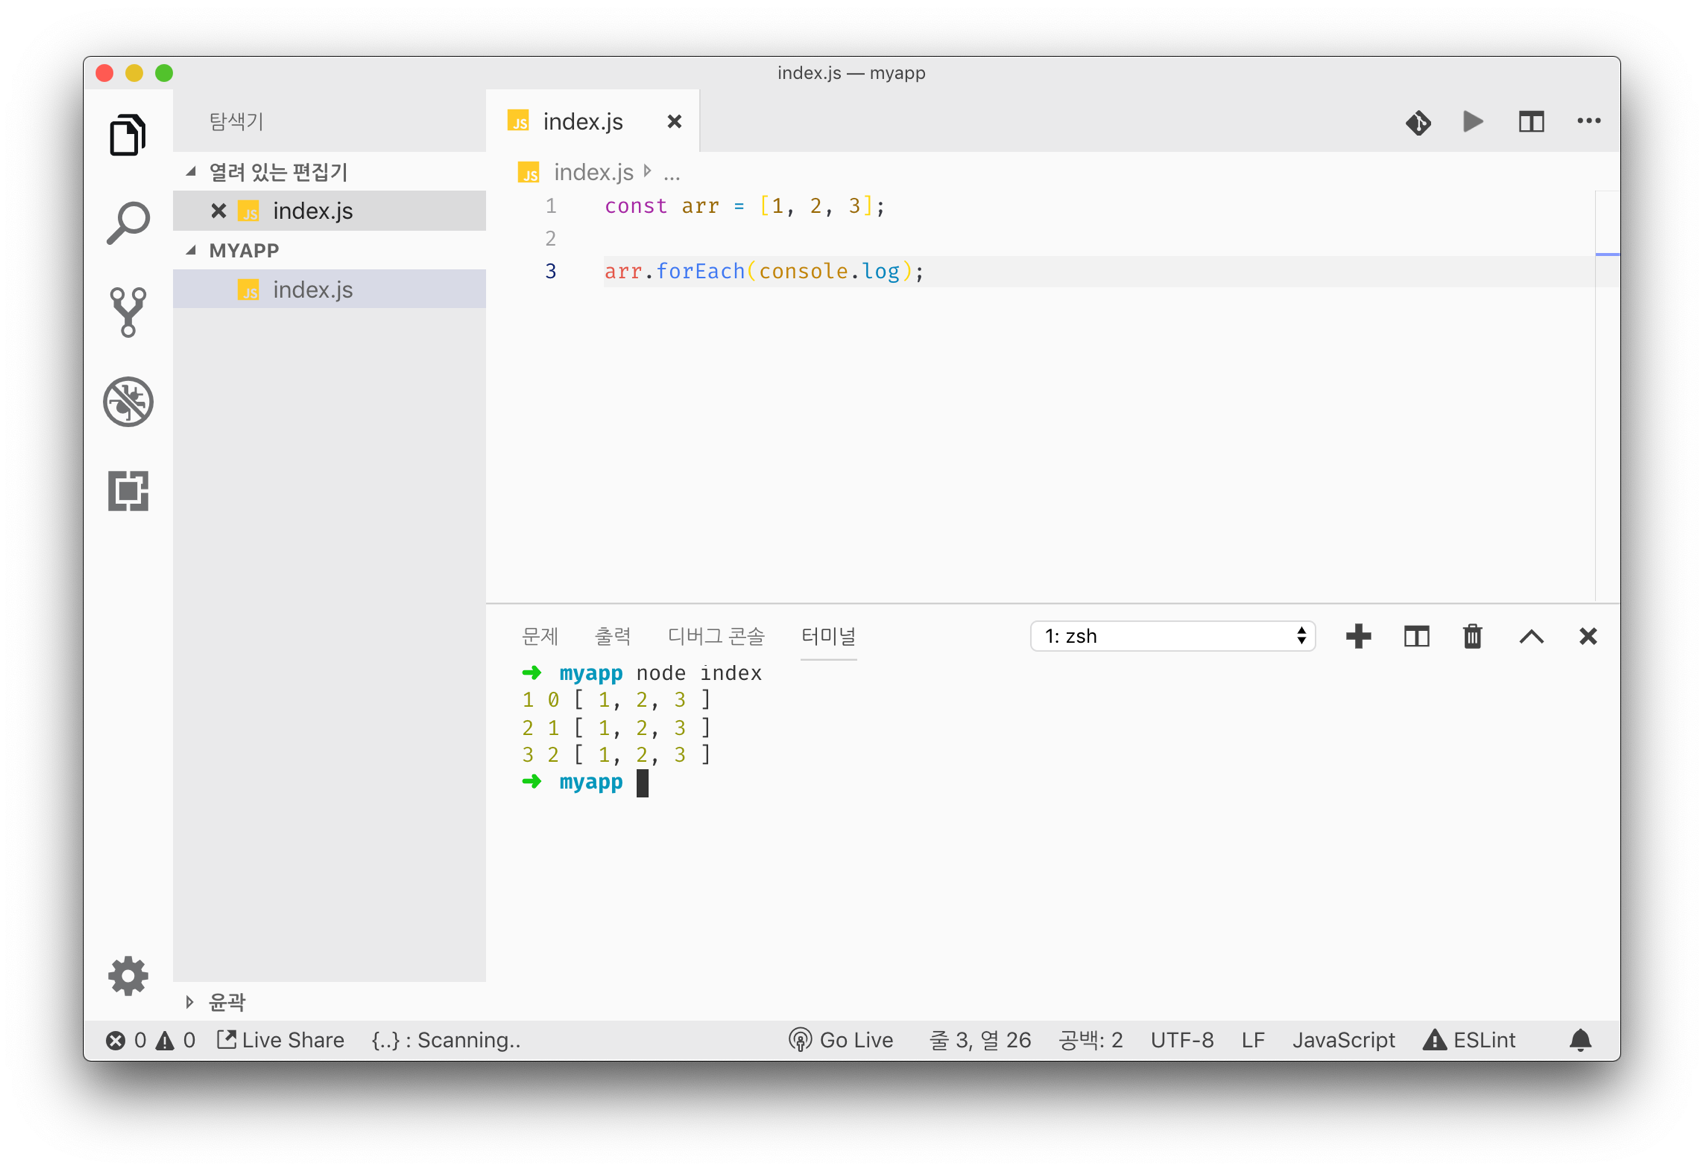 index.js — myapp
탐색기
열려 있는 편집기
JS index.js
MYAPP
JS index.js
윤곽
JS index.js
JS index.js ...
1 const arr = [1, 2, 3];
2
3 arr.forEach(console.log);
문제 출력 디버그 콘솔 터미널 1: zsh
➜ myapp node index
1 0 [ 1, 2, 3 ]
2 1 [ 1, 2, 3 ]
3 2 [ 1, 2, 3 ]
➜ myapp
0 0 Live Share {..} : Scanning.. Go Live 줄 3, 열 26 공백: 2 UTF-8 LF JavaScript ESLint